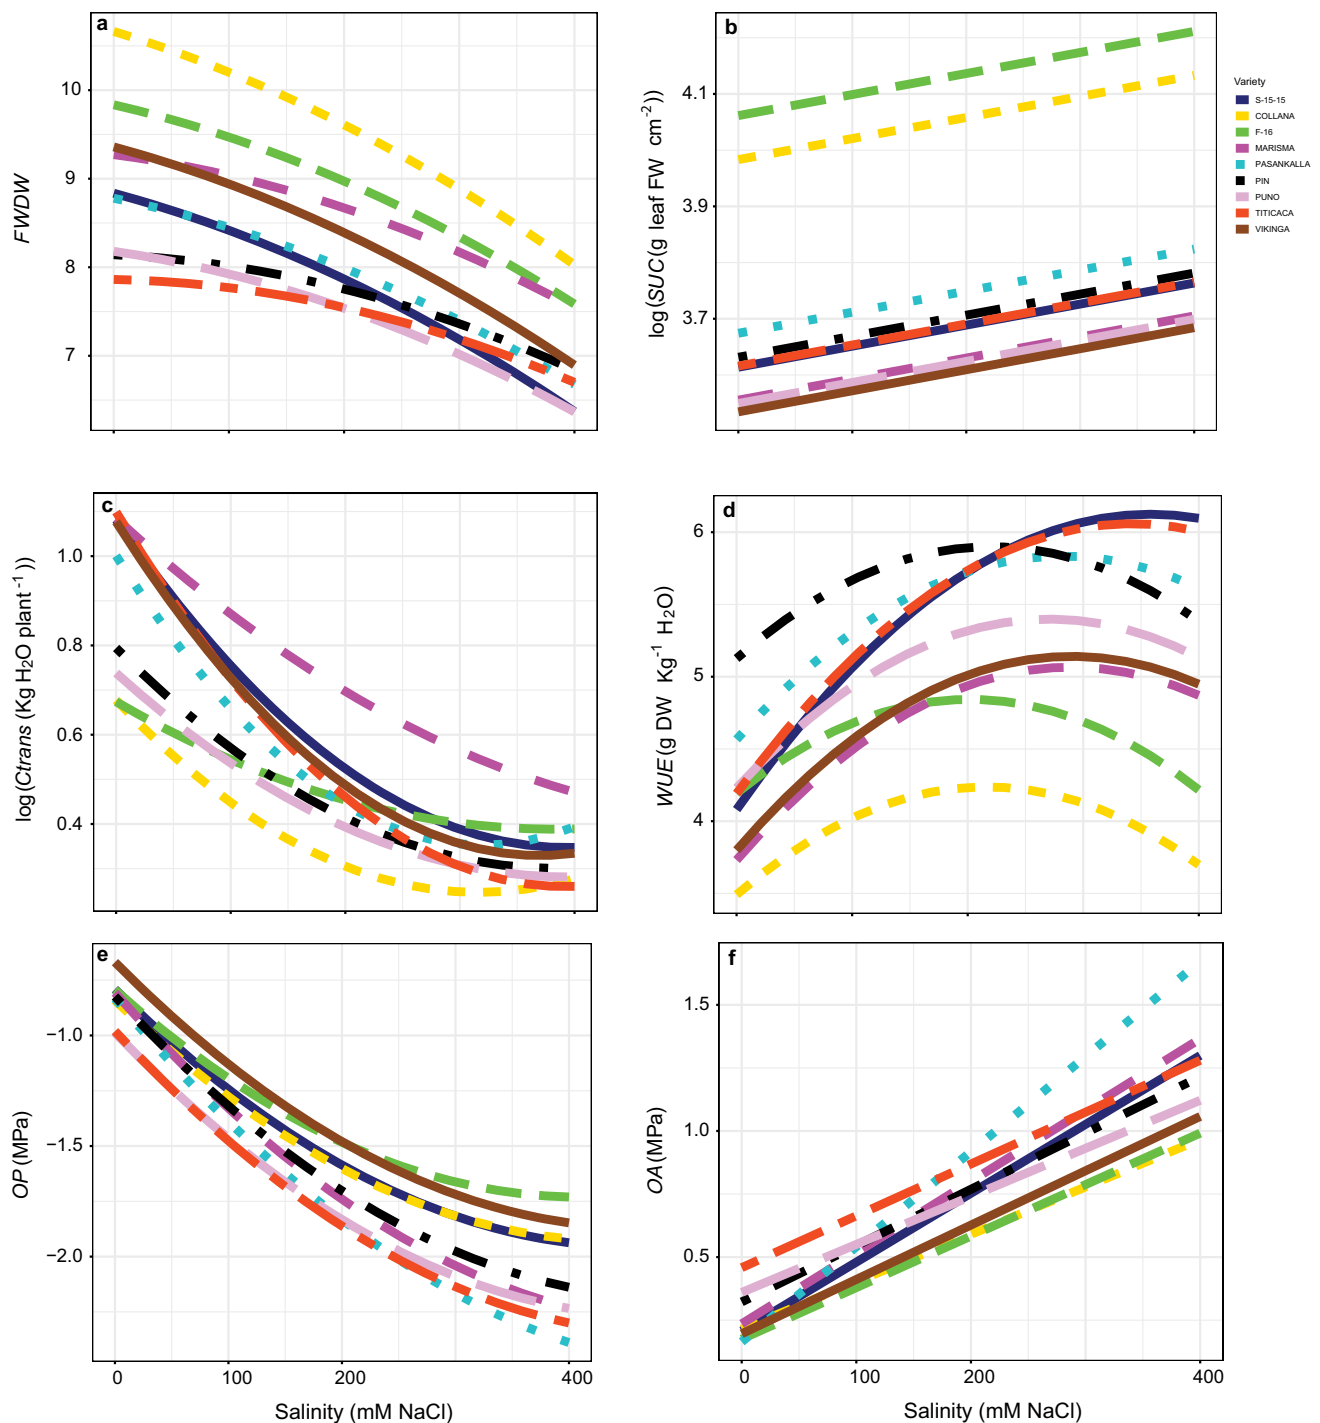 a
10
9
8
7
FWDW
b
4.1
3.9
3.7
log(SUC(g leaf FW cm⁻²))
Variety
S-15-15
COLLANA
F-16
MARISMA
PASANKALLA
PIN
PUNO
TITICACA
VIKINGA
c
1.0
0.8
0.6
0.4
log(Ctrans (Kg H₂O plant⁻¹))
d
6
5
4
WUE(g DW Kg⁻¹ H₂O)
e
−1.0
−1.5
−2.0
OP (MPa)
0 100 200 400
Salinity (mM NaCl)
f
1.5
1.0
0.5
OA (MPa)
0 100 200 400
Salinity (mM NaCl)